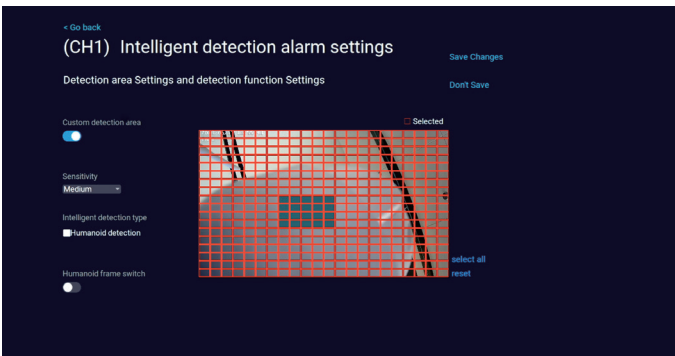 < Go back
(CH1) Intelligent detection alarm settings
Save Changes
Detection area Settings and detection function Settings
Don't Save
Custom detection area
Selected
Sensitivity
Medium
Intelligent detection type
Humanoid detection
select all
Humanoid frame switch
reset